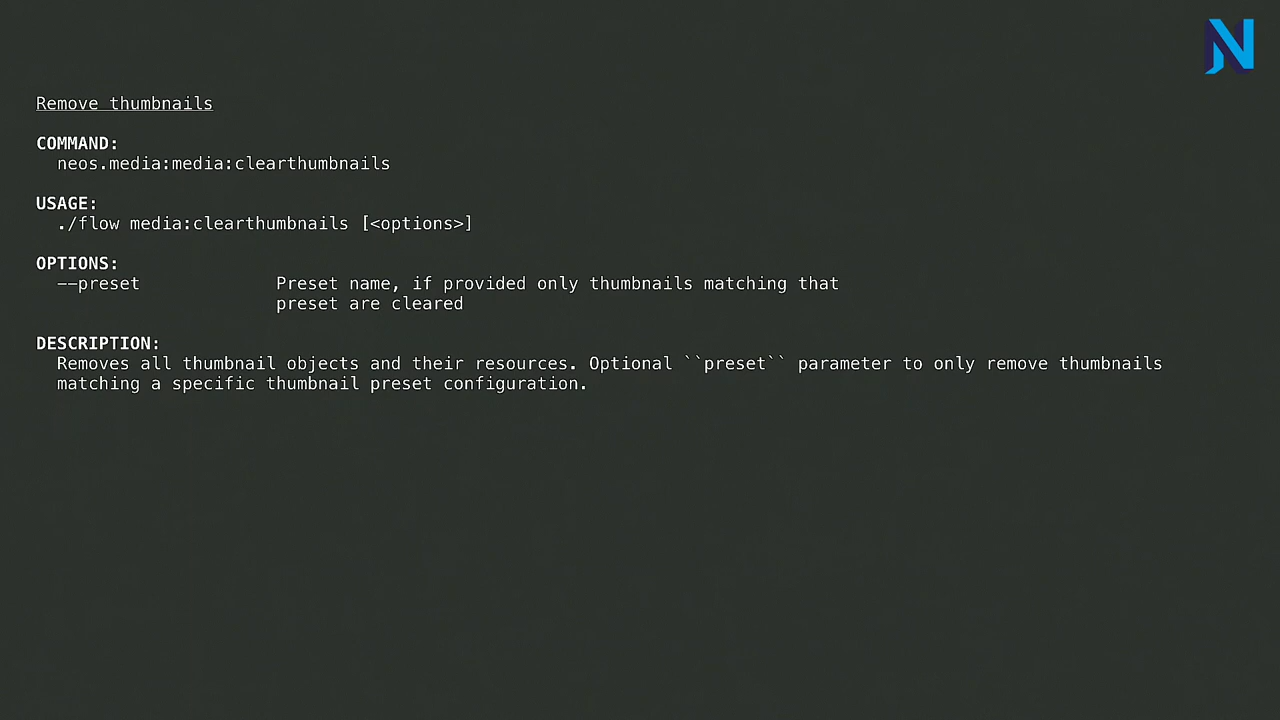 Remove thumbnails
COMMAND:
neos.media:media:clearthumbnails
USAGE:
./flow media:clearthumbnails [<options>]
OPTIONS:
--preset Preset name, if provided only thumbnails matching that
preset are cleared
DESCRIPTION:
Removes all thumbnail objects and their resources. Optional ``preset`` parameter to only remove thumbnails
matching a specific thumbnail preset configuration.